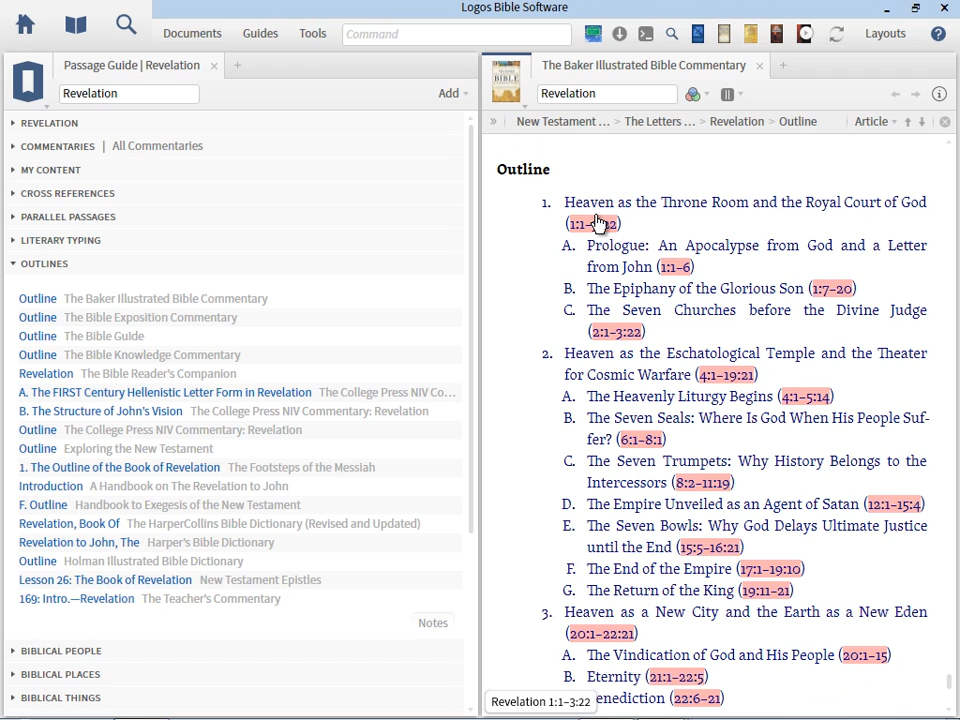 Logos Bible Software
Documents Guides Tools Command Layouts
Passage Guide | Revelation
The Baker Illustrated Bible Commentary
Revelation Add
Revelation
New Testament ... > The Letters ... > Revelation > Outline Article
REVELATION
COMMENTARIES | All Commentaries
MY CONTENT
CROSS REFERENCES
PARALLEL PASSAGES
LITERARY TYPING
OUTLINES
Outline The Baker Illustrated Bible Commentary
Outline The Bible Exposition Commentary
Outline The Bible Guide
Outline The Bible Knowledge Commentary
Revelation The Bible Reader's Companion
A. The FIRST Century Hellenistic Letter Form in Revelation The College Press NIV Co...
B. The Structure of John's Vision The College Press NIV Commentary: Revelation
Outline The College Press NIV Commentary: Revelation
Outline Exploring the New Testament
1. The Outline of the Book of Revelation The Footsteps of the Messiah
Introduction A Handbook on The Revelation to John
F. Outline Handbook to Exegesis of the New Testament
Revelation, Book Of The HarperCollins Bible Dictionary (Revised and Updated)
Revelation to John, The Harper's Bible Dictionary
Outline Holman Illustrated Bible Dictionary
Lesson 26: The Book of Revelation New Testament Epistles
169: Intro.—Revelation The Teacher's Commentary
Notes
BIBLICAL PEOPLE
BIBLICAL PLACES
BIBLICAL THINGS
Outline
1. Heaven as the Throne Room and the Royal Court of God
A. Prologue: An Apocalypse from God and a Letter
from John (1:1–6)
B. The Epiphany of the Glorious Son (1:7–20)
C. The Seven Churches before the Divine Judge
(2:1–3:22)
2. Heaven as the Eschatological Temple and the Theater
for Cosmic Warfare (4:1–19:21)
A. The Heavenly Liturgy Begins (4:1–5:14)
B. The Seven Seals: Where Is God When His People Suf-
fer? (6:1–8:1)
C. The Seven Trumpets: Why History Belongs to the
Intercessors (8:2–11:19)
D. The Empire Unveiled as an Agent of Satan (12:1–15:4)
E. The Seven Bowls: Why God Delays Ultimate Justice
until the End (15:5–16:21)
F. The End of the Empire (17:1–19:10)
G. The Return of the King (19:11–21)
3. Heaven as a New City and the Earth as a New Eden
(20:1–22:21)
A. The Vindication of God and His People (20:1–15)
B. Eternity (21:1–22:5)
(22:6–21)
Revelation 1:1–3:22